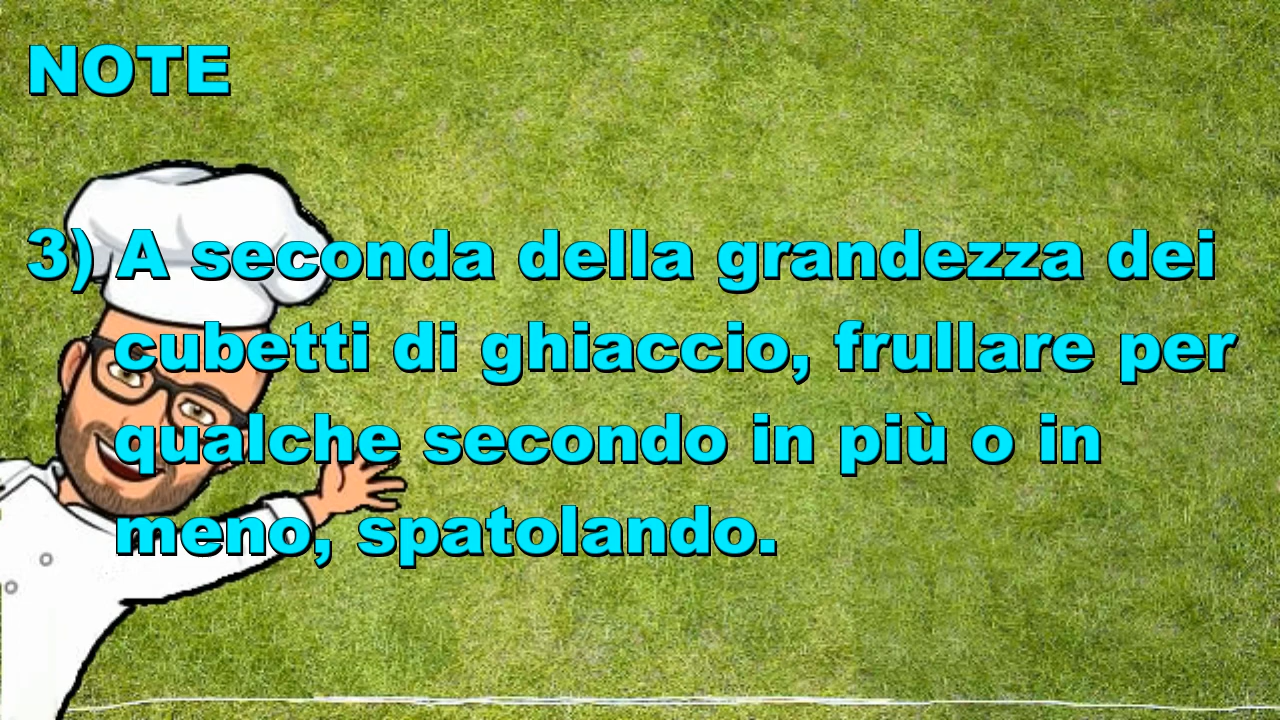 NOTE
3) A seconda della grandezza dei
cubetti di ghiaccio, frullare per
qualche secondo in più o in
meno, spatolando.